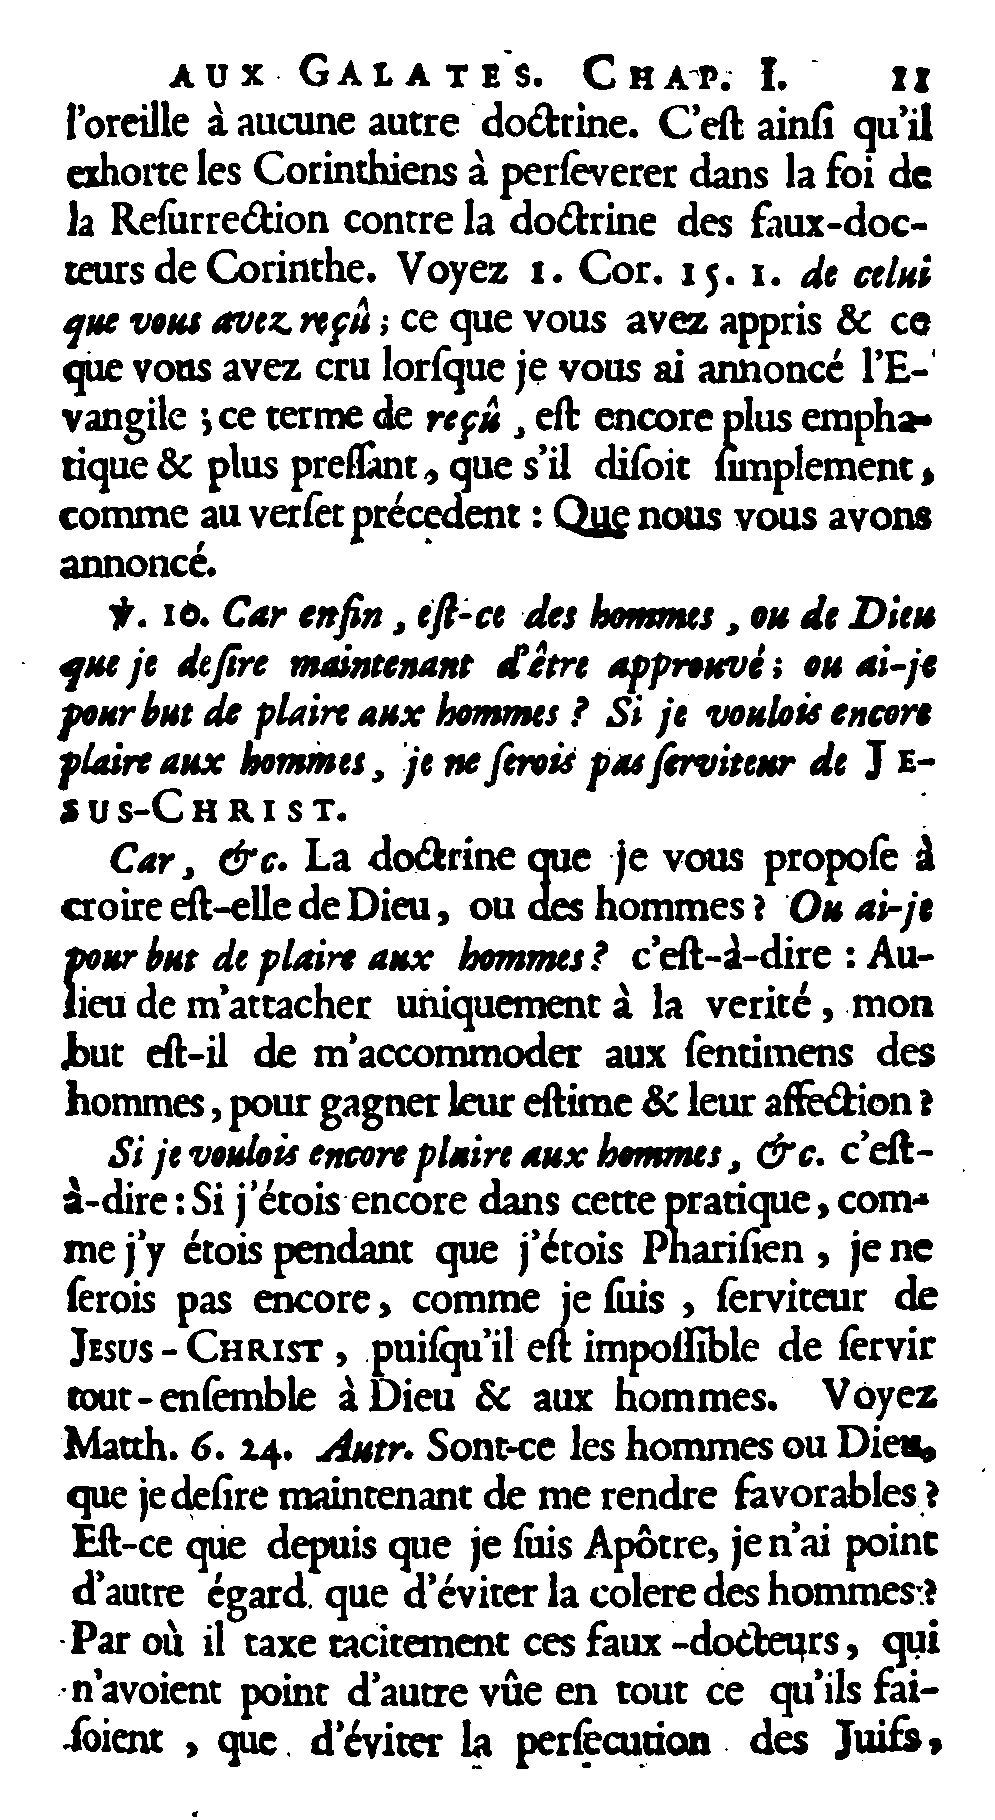 AUX GALATES. CHAP. I. 11
l'oreille à aucune autre doctrine. C'eſt ainſi qu'il
exhorte les Corinthiens à perſeverer dans la foi de
la Reſurrection contre la doctrine des faux-doc-
teurs de Corinthe. Voyez 1. Cor. 15. 1. de celui
que vous avez reçû ; ce que vous avez appris & ce
que vous avez cru lorſque je vous ai annoncé l'E-
vangile ; ce terme de reçû, eſt encore plus empha-
tique & plus preſſant, que s'il diſoit ſimplement,
comme au verſet précedent : Que nous vous avons
annoncé.
℣. 10. Car enfin, eſt-ce des hommes, ou de Dieu
que je deſire maintenant d'être approuvé ; ou ai-je
pour but de plaire aux hommes ? Si je voulois encore
plaire aux hommes, je ne ſerois pas ſerviteur de JE-
SUS-CHRIST.
Car, &c. La doctrine que je vous propoſe à
croire eſt-elle de Dieu, ou des hommes ? Ou ai-je
pour but de plaire aux hommes ? c'eſt-à-dire : Au-
lieu de m'attacher uniquement à la verité, mon
but eſt-il de m'accommoder aux ſentimens des
hommes, pour gagner leur eſtime & leur affection ?
Si je voulois encore plaire aux hommes, &c. c'eſt-
à-dire : Si j'étois encore dans cette pratique, com-
me j'y étois pendant que j'étois Phariſien, je ne
ſerois pas encore, comme je ſuis, ſerviteur de
JESUS-CHRIST, puiſqu'il eſt impoſſible de ſervir
tout-enſemble à Dieu & aux hommes. Voyez
Matth. 6. 24. Autr. Sont-ce les hommes ou Dieu,
que je deſire maintenant de me rendre favorables ?
Eſt-ce que depuis que je ſuis Apôtre, je n'ai point
d'autre égard que d'éviter la colere des hommes ?
Par où il taxe tacitement ces faux-docteurs, qui
n'avoient point d'autre vûe en tout ce qu'ils fai-
ſoient, que d'éviter la perſecution des Juifs,